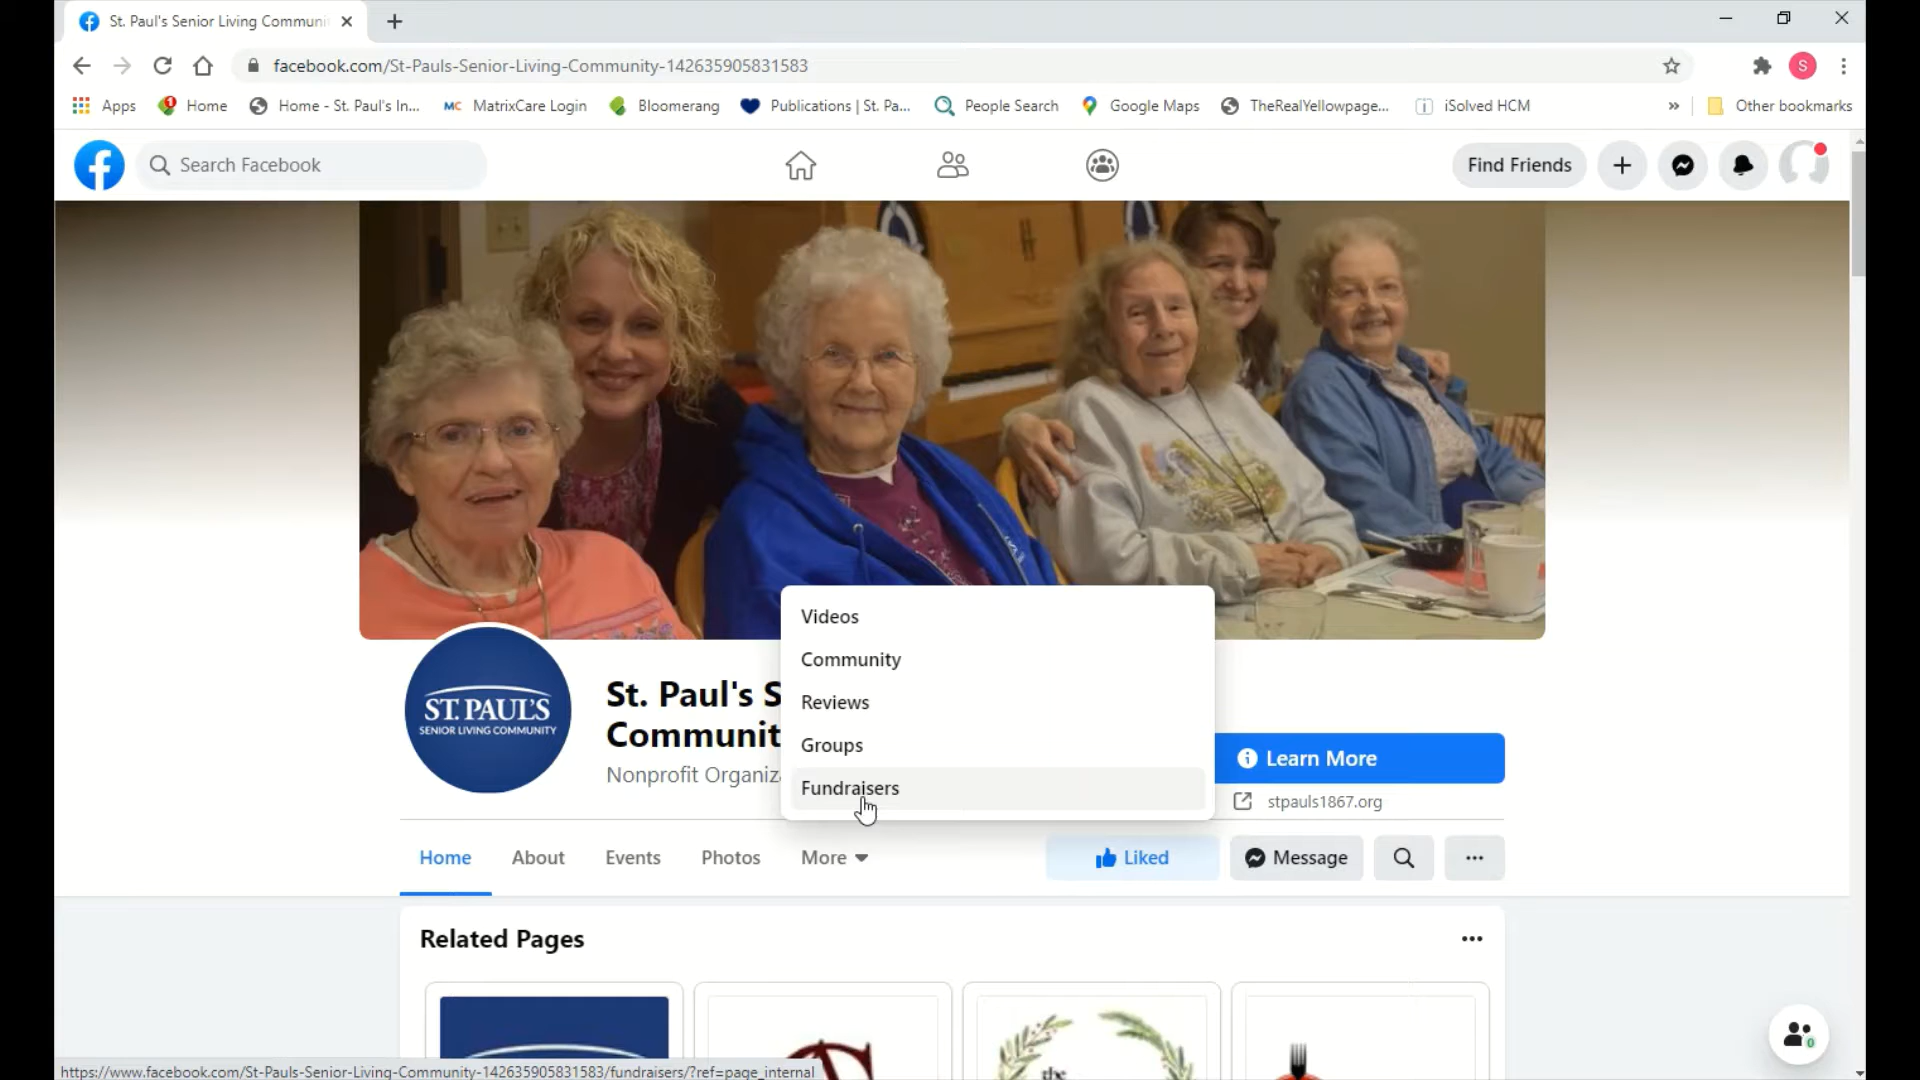 St. Paul's Senior Living Communi
facebook.com/St-Pauls-Senior-Living-Community-142635905831583
S
Apps
Home
Home - St. Paul's In...
MC MatrixCare Login
Bloomerang
Publications | St. Pa...
People Search
Google Maps
TheRealYellowpage...
iSolved HCM
»
Other bookmarks
Search Facebook
Find Friends
Videos
Community
Reviews
Groups
Fundraisers
ST. PAUL'S
SENIOR LIVING COMMUNITY
St. Paul's S
Communit
Nonprofit Organiz
Learn More
stpauls1867.org
Home
About
Events
Photos
More
Liked
Message
Related Pages
the
0
https://www.facebook.com/St-Pauls-Senior-Living-Community-142635905831583/fundraisers/?ref=page_internal